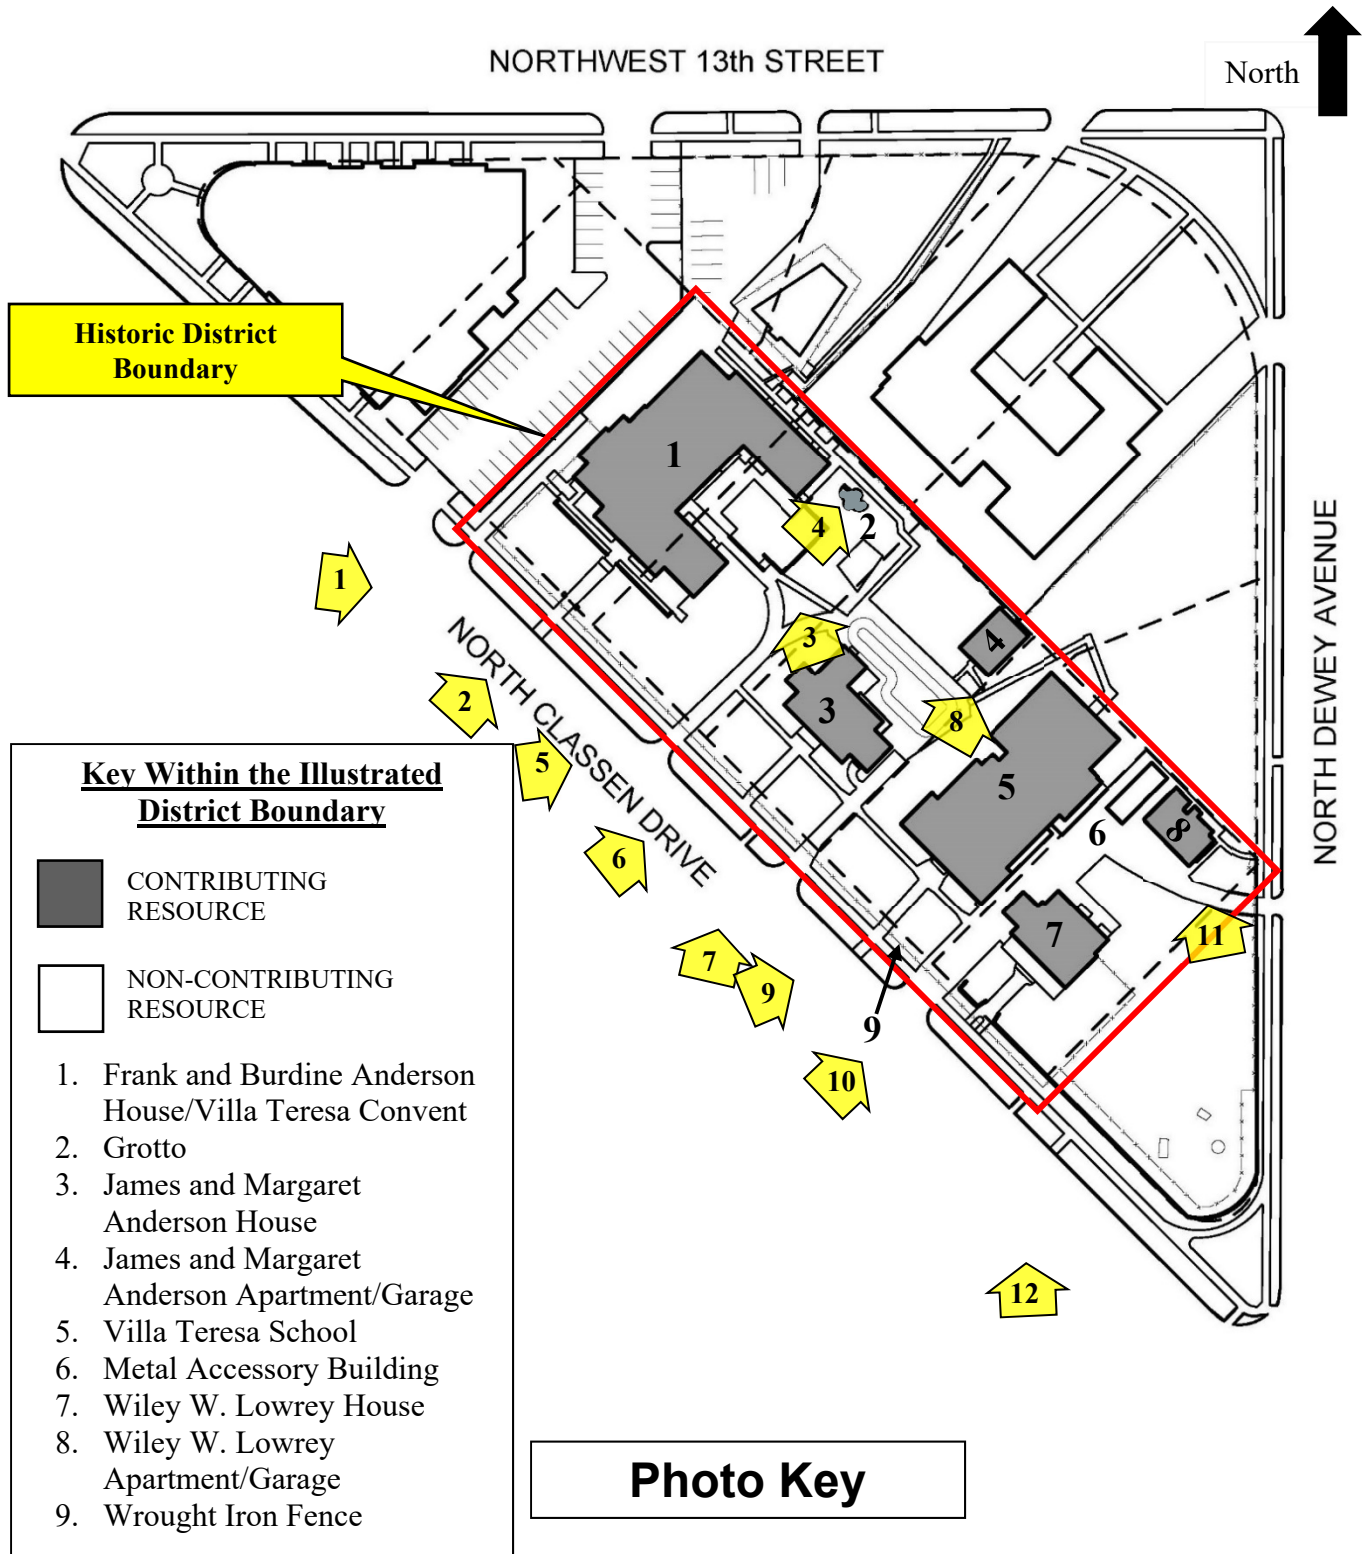 NORTHWEST 13th STREET
North
Historic District
Boundary
1
4
2
1
3
4
NORTH DEWEY AVENUE
2
NORTH CLASSEN DRIVE
3
8
5
5
6
8
6
7
11
7
9
9
10
12
Key Within the Illustrated
District Boundary
CONTRIBUTING
RESOURCE
NON-CONTRIBUTING
RESOURCE
1. Frank and Burdine Anderson
House/Villa Teresa Convent
2. Grotto
3. James and Margaret
Anderson House
4. James and Margaret
Anderson Apartment/Garage
5. Villa Teresa School
6. Metal Accessory Building
7. Wiley W. Lowrey House
8. Wiley W. Lowrey
Apartment/Garage
9. Wrought Iron Fence
Photo Key